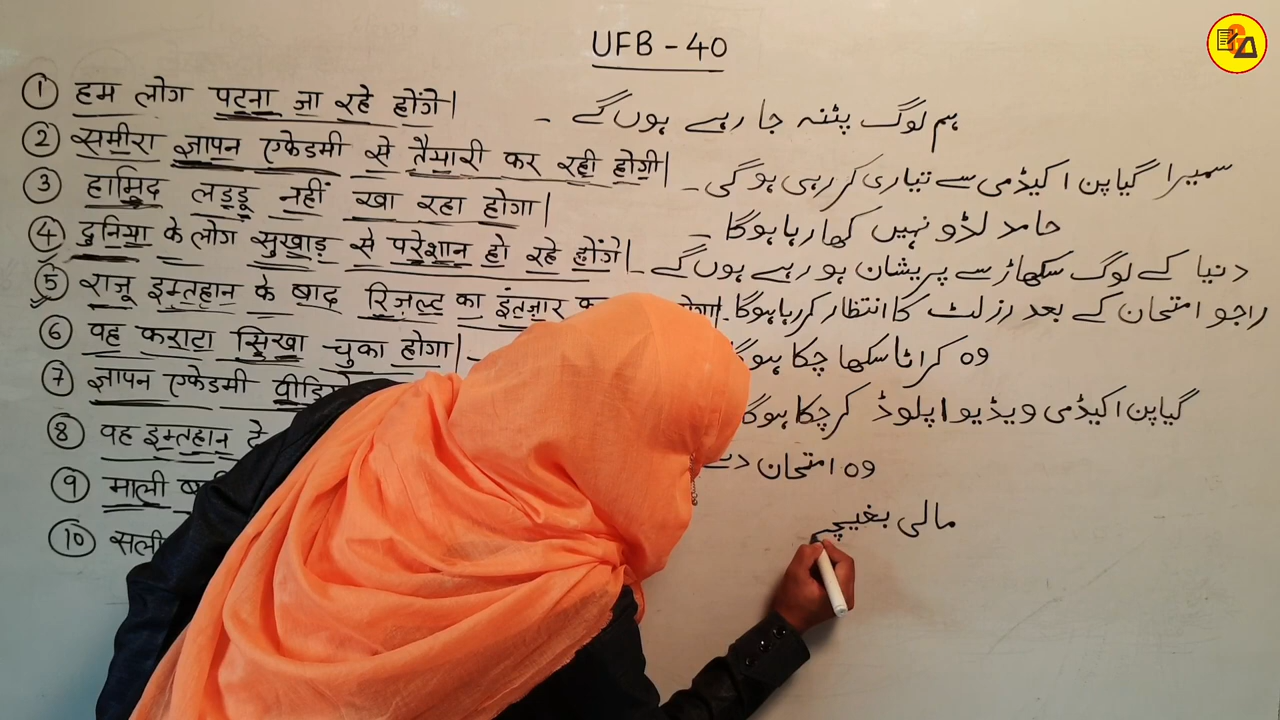 UFB - 40
① हम लोग पटना जा रहे होंगे| ہم لوگ پٹنہ جا رہے ہوں گے ۔
② समीरा ज्ञापन एकेडमी से तैयारी कर रही होगी| سمیرا گیاپن اکیڈمی سے تیاری کر رہی ہو گی ۔
③ हामिद लड्डू नहीं खा रहा होगा| حامد لڈو نہیں کھا رہا ہوگا ۔
④ दुनिया के लोग सुखाड़ से परेशान हो रहे होंगे| دنیا کے لوگ سکھاڑ سے پریشان ہو رہے ہوں گے ۔
⑤ राजू इम्तहान के बाद रिज़ल्ट का इंतज़ार होगा| راجو امتحان کے بعد رزلٹ کا انتظار کر رہا ہوگا ۔
⑥ वह कराटा सिखा चुका होगा| وہ کراٹا سکھا چکا ہوگا
⑦ ज्ञापन एकेडमी گیاپن اکیڈمی ویڈیو اپلوڈ کر چکا ہوگا
⑧ वह इम्तहान وہ امتحان
⑨ माली مالی بغیچہ
⑩